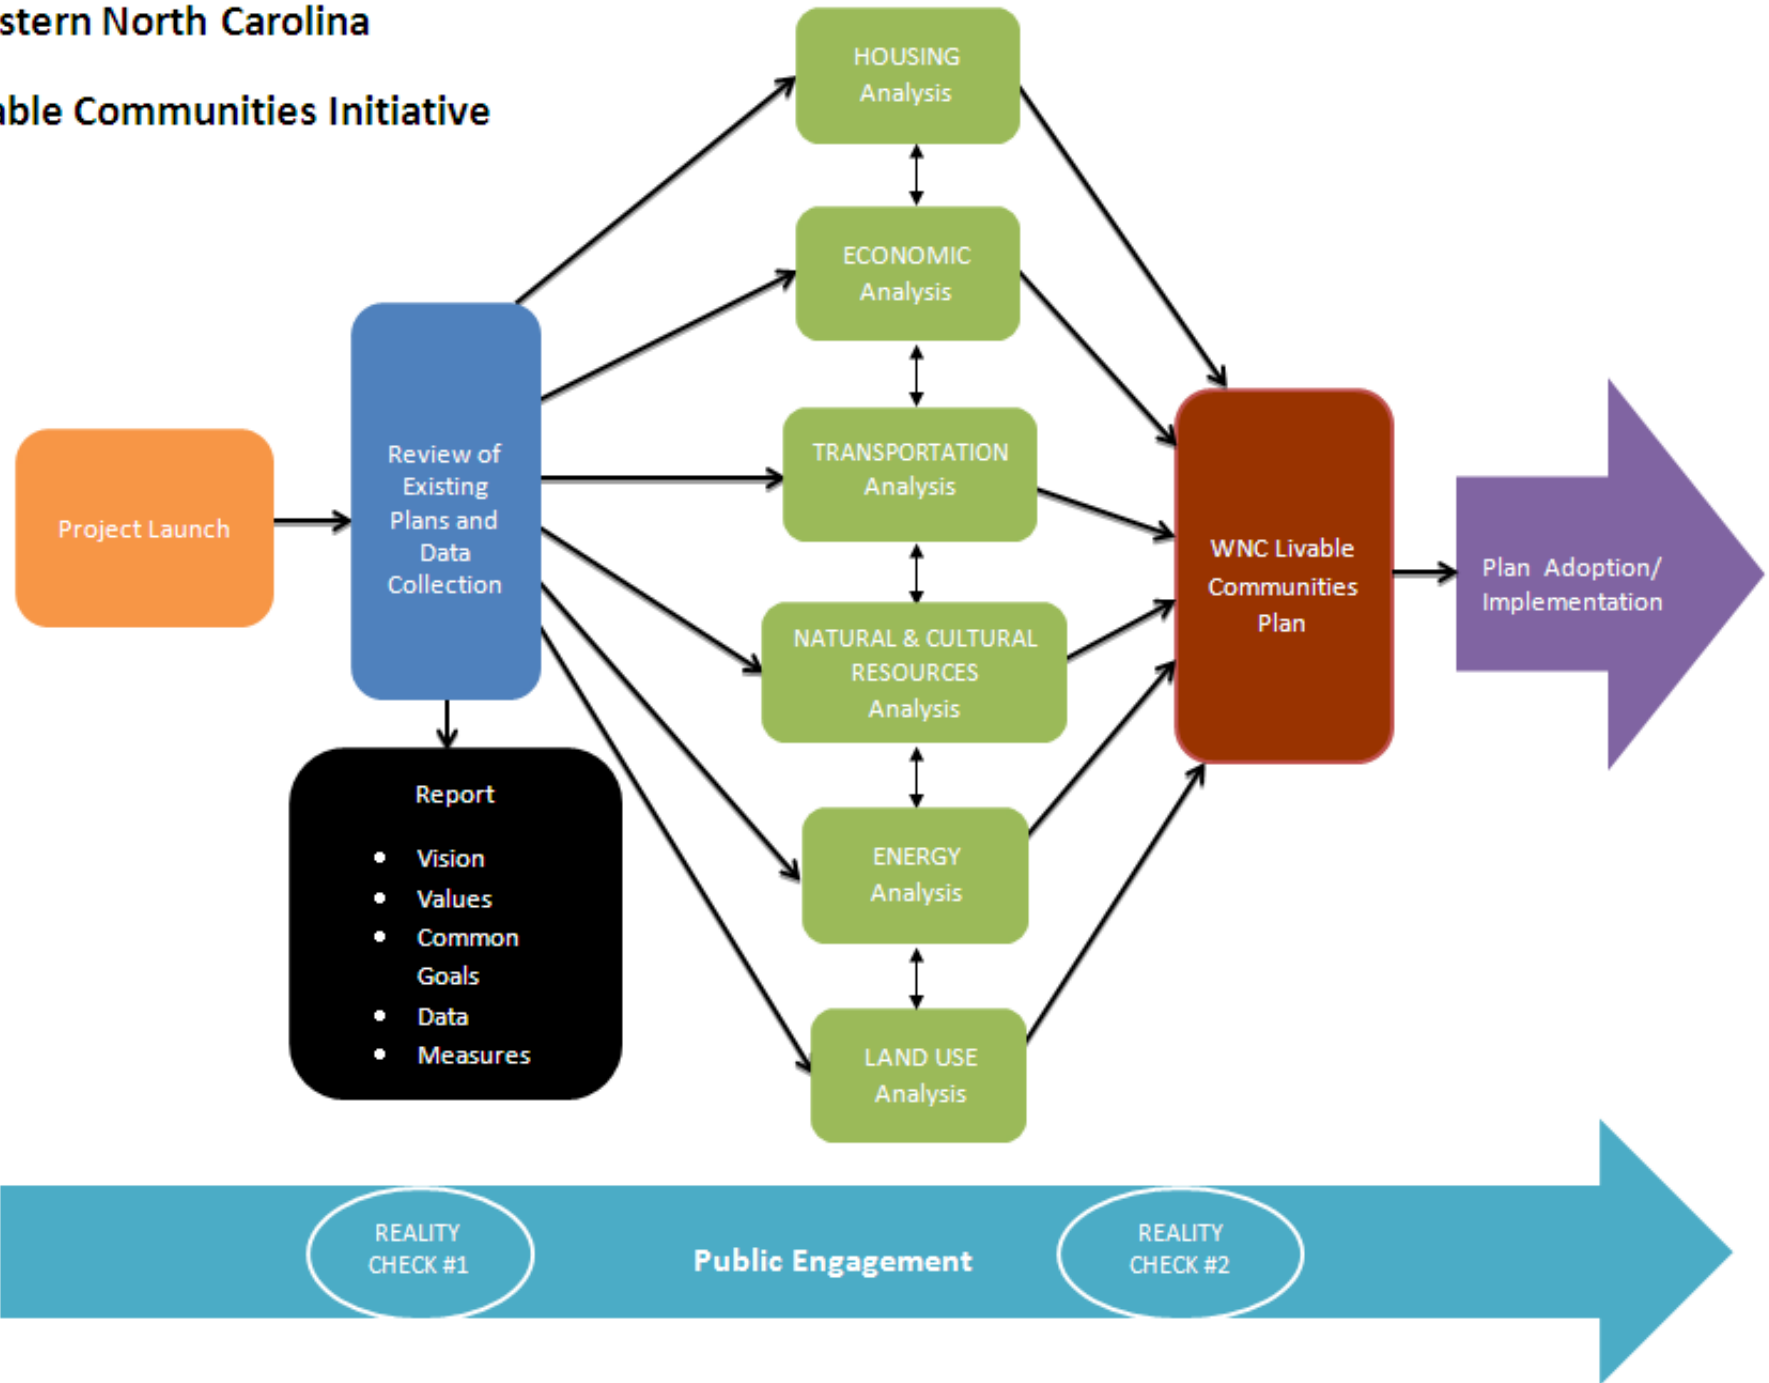 stern North Carolina
able Communities Initiative
HOUSING
Analysis
ECONOMIC
Analysis
TRANSPORTATION
Analysis
NATURAL & CULTURAL
RESOURCES
Analysis
ENERGY
Analysis
LAND USE
Analysis
Project Launch
Review of
Existing
Plans and
Data
Collection
Report
• Vision
• Values
• Common
Goals
• Data
• Measures
WNC Livable
Communities
Plan
Plan Adoption/
Implementation
REALITY
CHECK #1
Public Engagement
REALITY
CHECK #2